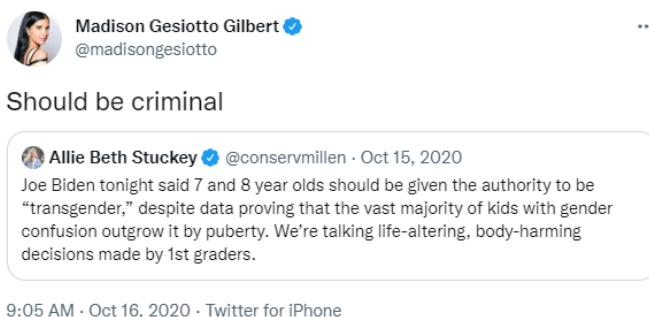 Madison Gesiotto Gilbert
@madisongesiotto
Should be criminal
Allie Beth Stuckey @conservmillen · Oct 15, 2020
Joe Biden tonight said 7 and 8 year olds should be given the authority to be
“transgender,” despite data proving that the vast majority of kids with gender
confusion outgrow it by puberty. We’re talking life-altering, body-harming
decisions made by 1st graders.
9:05 AM · Oct 16, 2020 · Twitter for iPhone